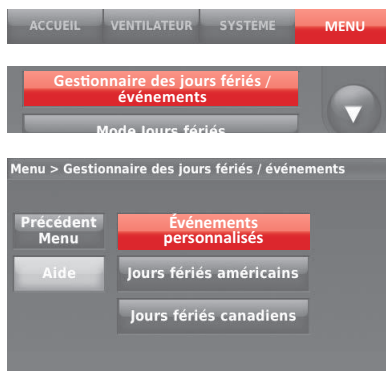 ACCUEIL VENTILATEUR SYSTÈME MENU
Gestionnaire des jours fériés /
événements
Mode Jours fériés
Menu > Gestionnaire des jours fériés / événements
Précédent
Menu
Événements
personnalisés
Aide
Jours fériés américains
Jours fériés canadiens